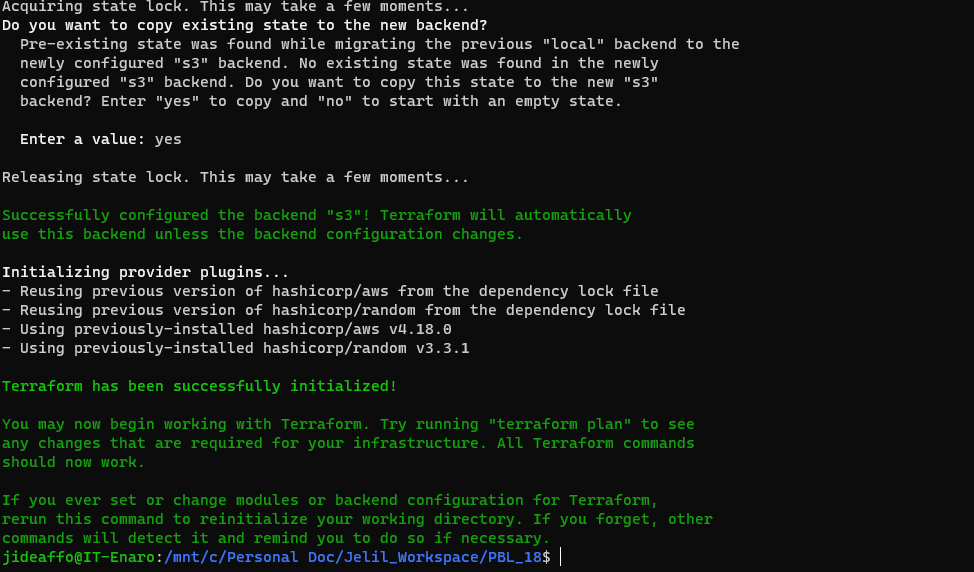 Acquiring state lock. This may take a few moments...
Do you want to copy existing state to the new backend?
  Pre-existing state was found while migrating the previous "local" backend to the
  newly configured "s3" backend. No existing state was found in the newly
  configured "s3" backend. Do you want to copy this state to the new "s3"
  backend? Enter "yes" to copy and "no" to start with an empty state.

  Enter a value: yes

Releasing state lock. This may take a few moments...

Successfully configured the backend "s3"! Terraform will automatically
use this backend unless the backend configuration changes.

Initializing provider plugins...
- Reusing previous version of hashicorp/aws from the dependency lock file
- Reusing previous version of hashicorp/random from the dependency lock file
- Using previously-installed hashicorp/aws v4.18.0
- Using previously-installed hashicorp/random v3.3.1

Terraform has been successfully initialized!

You may now begin working with Terraform. Try running "terraform plan" to see
any changes that are required for your infrastructure. All Terraform commands
should now work.

If you ever set or change modules or backend configuration for Terraform,
rerun this command to reinitialize your working directory. If you forget, other
commands will detect it and remind you to do so if necessary.
jideaffo@IT-Enaro:/mnt/c/Personal Doc/Jelil_Workspace/PBL_18$